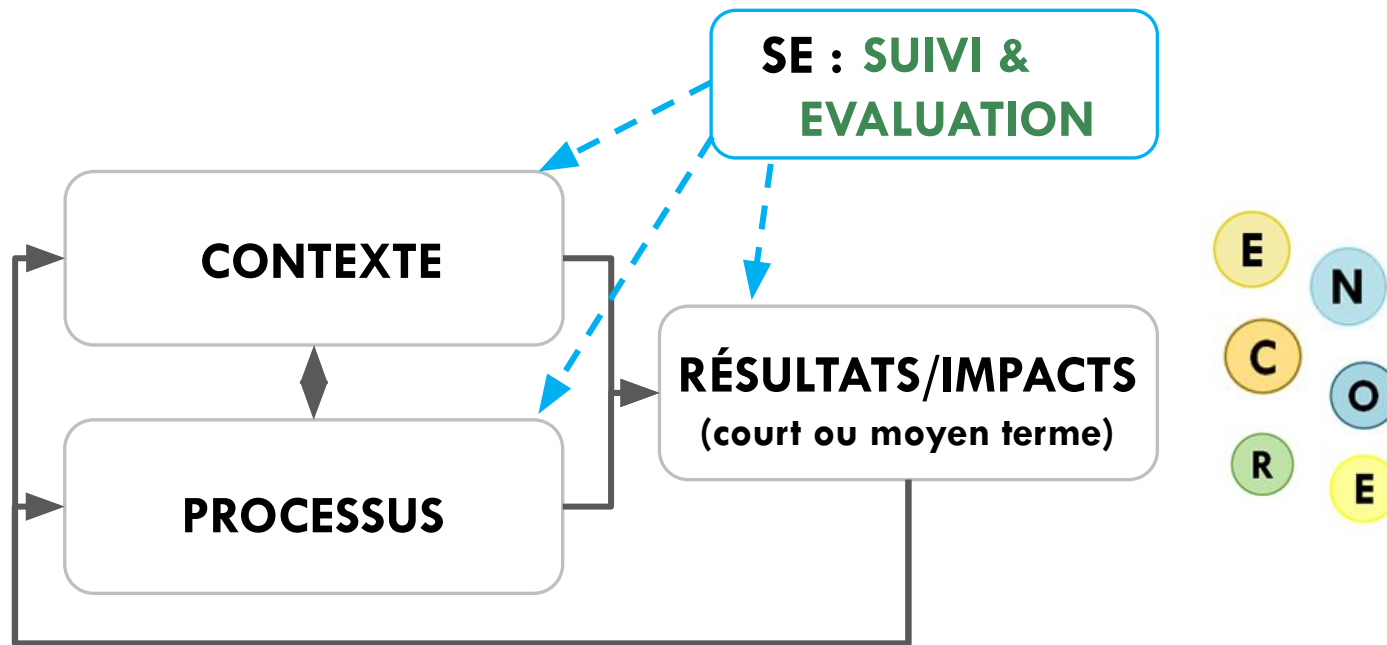 SE : SUIVI &
EVALUATION
CONTEXTE
PROCESSUS
RÉSULTATS/IMPACTS
(court ou moyen terme)
E
N
C
O
R
E